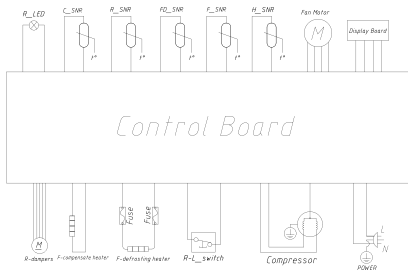 R_LED
C_SNR
R_SNR
FD_SNR
F_SNR
H_SNR
Fan Motor
M
Display Board
t°
t°
t°
t°
t°
Control Board
Fuse
Fuse
M
R-dampers
F-compensate heater
F-defrosting heater
R-L_switch
Compressor
L
N
POWER